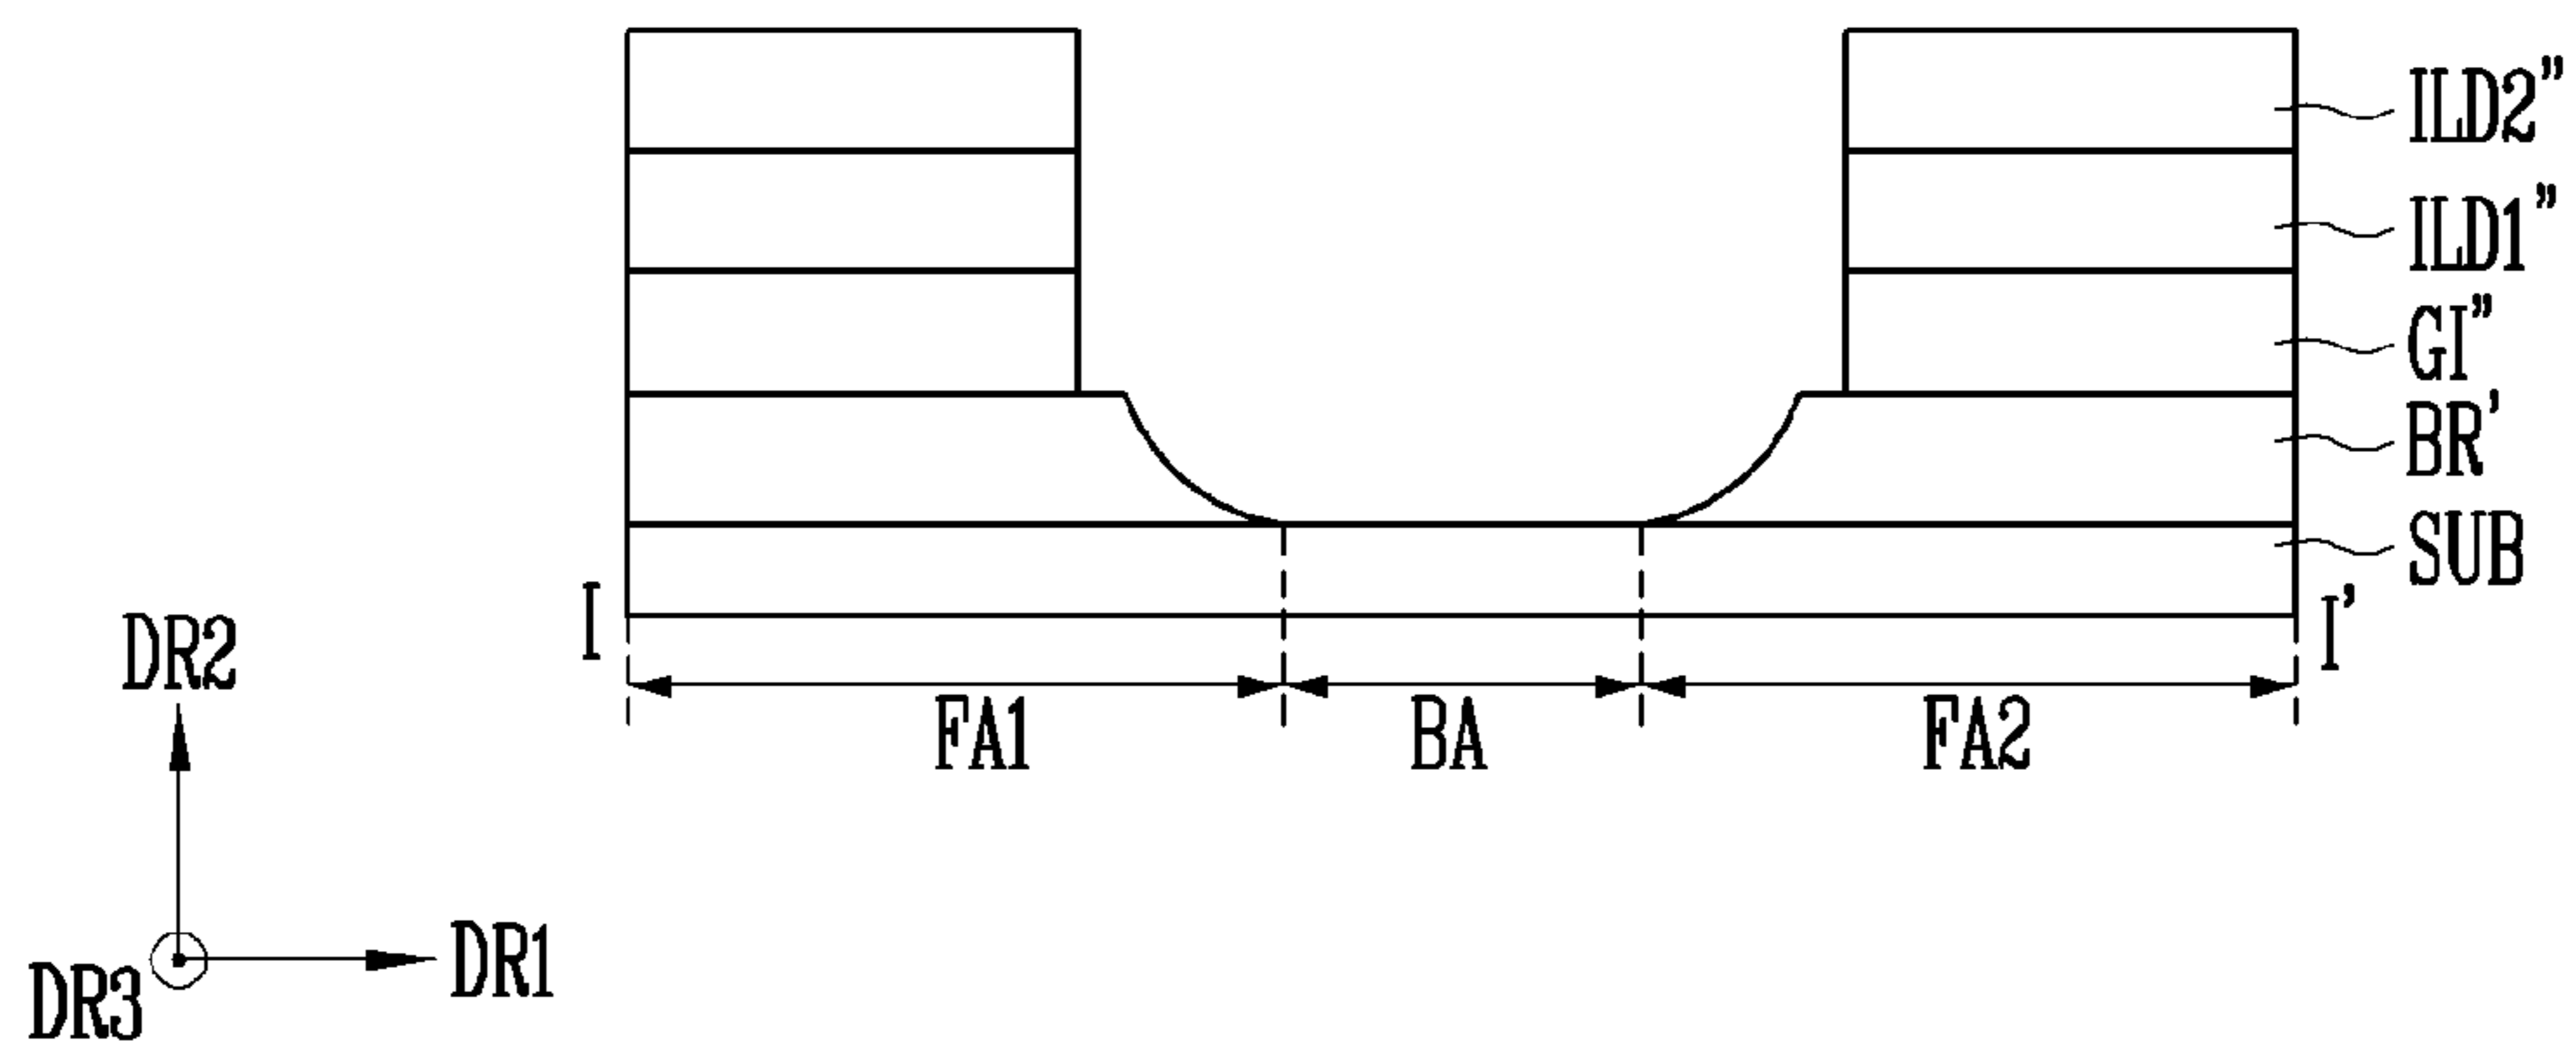 ILD2”
ILD1”
GI”
BR'
SUB
I I’
FA1 BA FA2
DR2
DR1
DR3